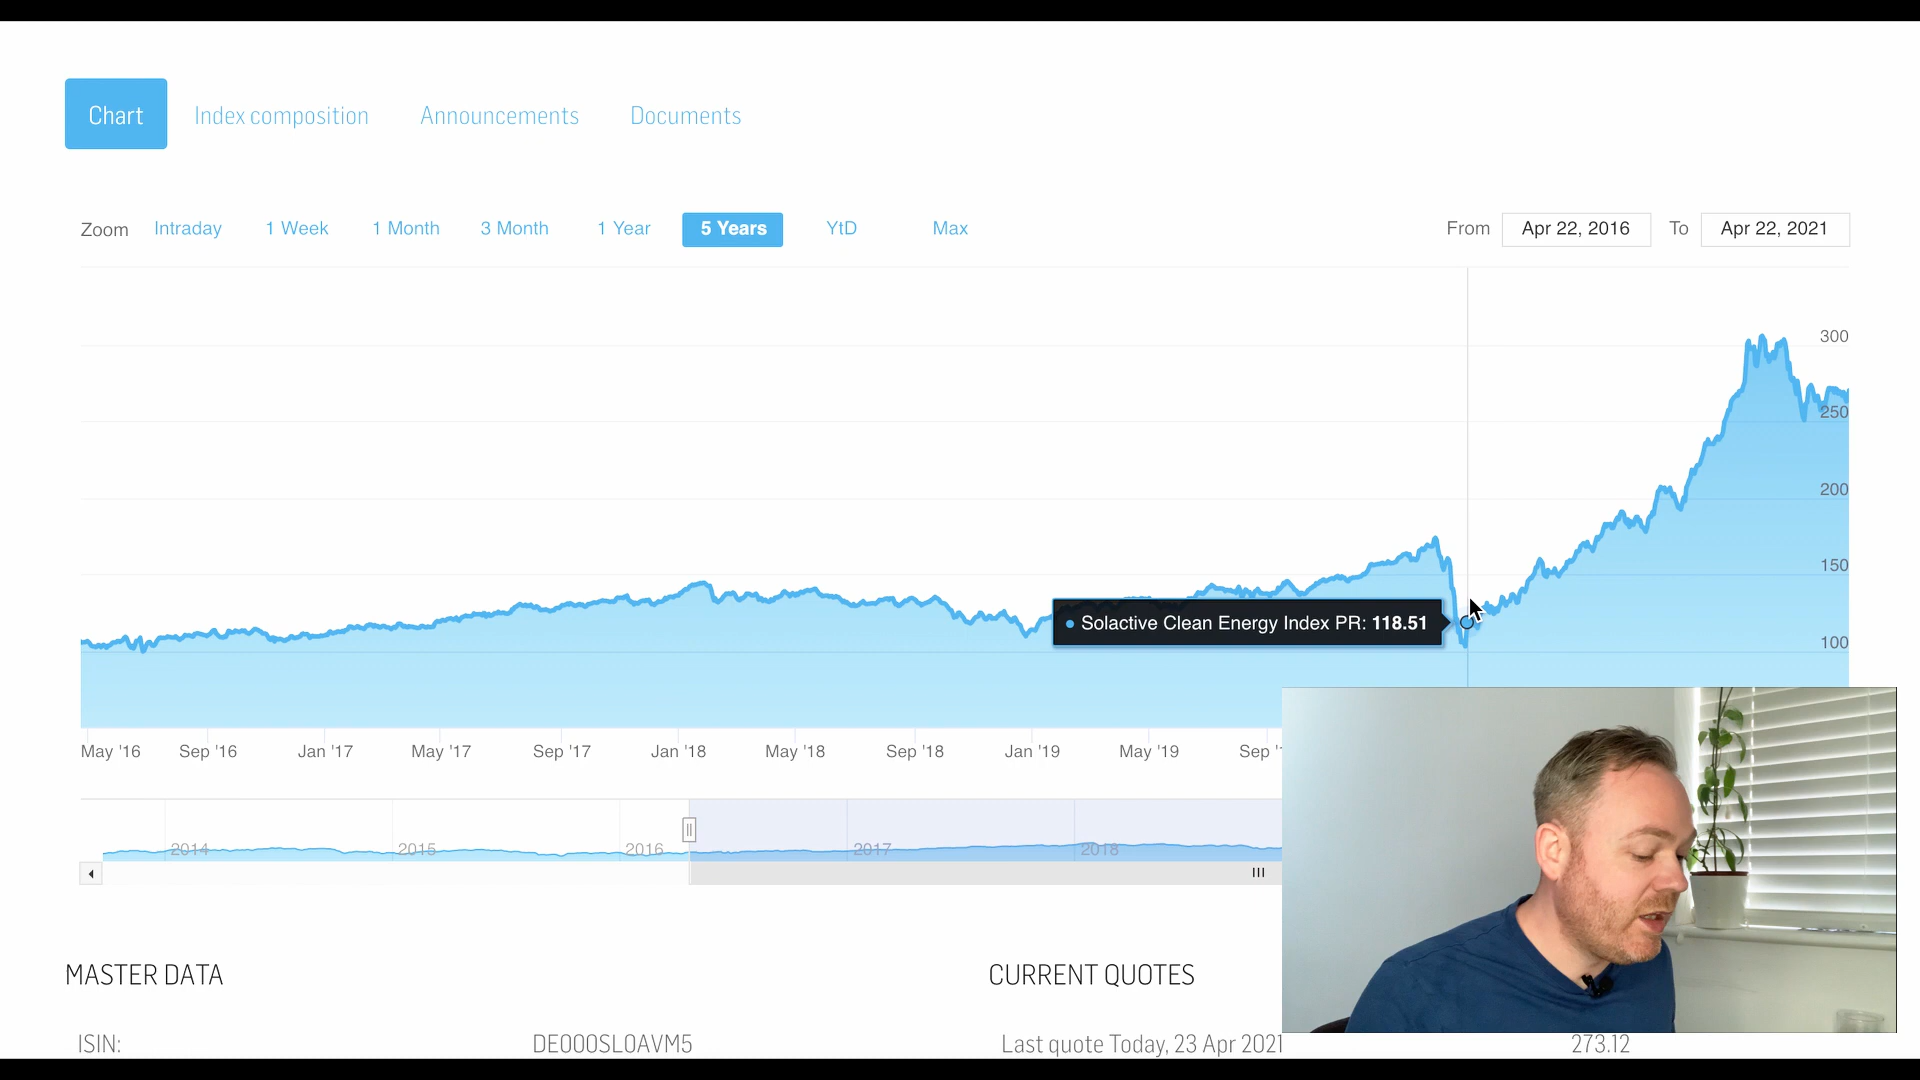 Chart Index composition Announcements Documents
Zoom Intraday 1 Week 1 Month 3 Month 1 Year 5 Years YtD Max From Apr 22, 2016 To Apr 22, 2021
300
250
200
150
Solactive Clean Energy Index PR: 118.51
100
May '16 Sep '16 Jan '17 May '17 Sep '17 Jan '18 May '18 Sep '18 Jan '19 May '19 Sep '
2014 2015 2016 2017 2018
MASTER DATA CURRENT QUOTES
ISIN: DE000SL0AVM5 Last quote Today, 23 Apr 2021 273.12